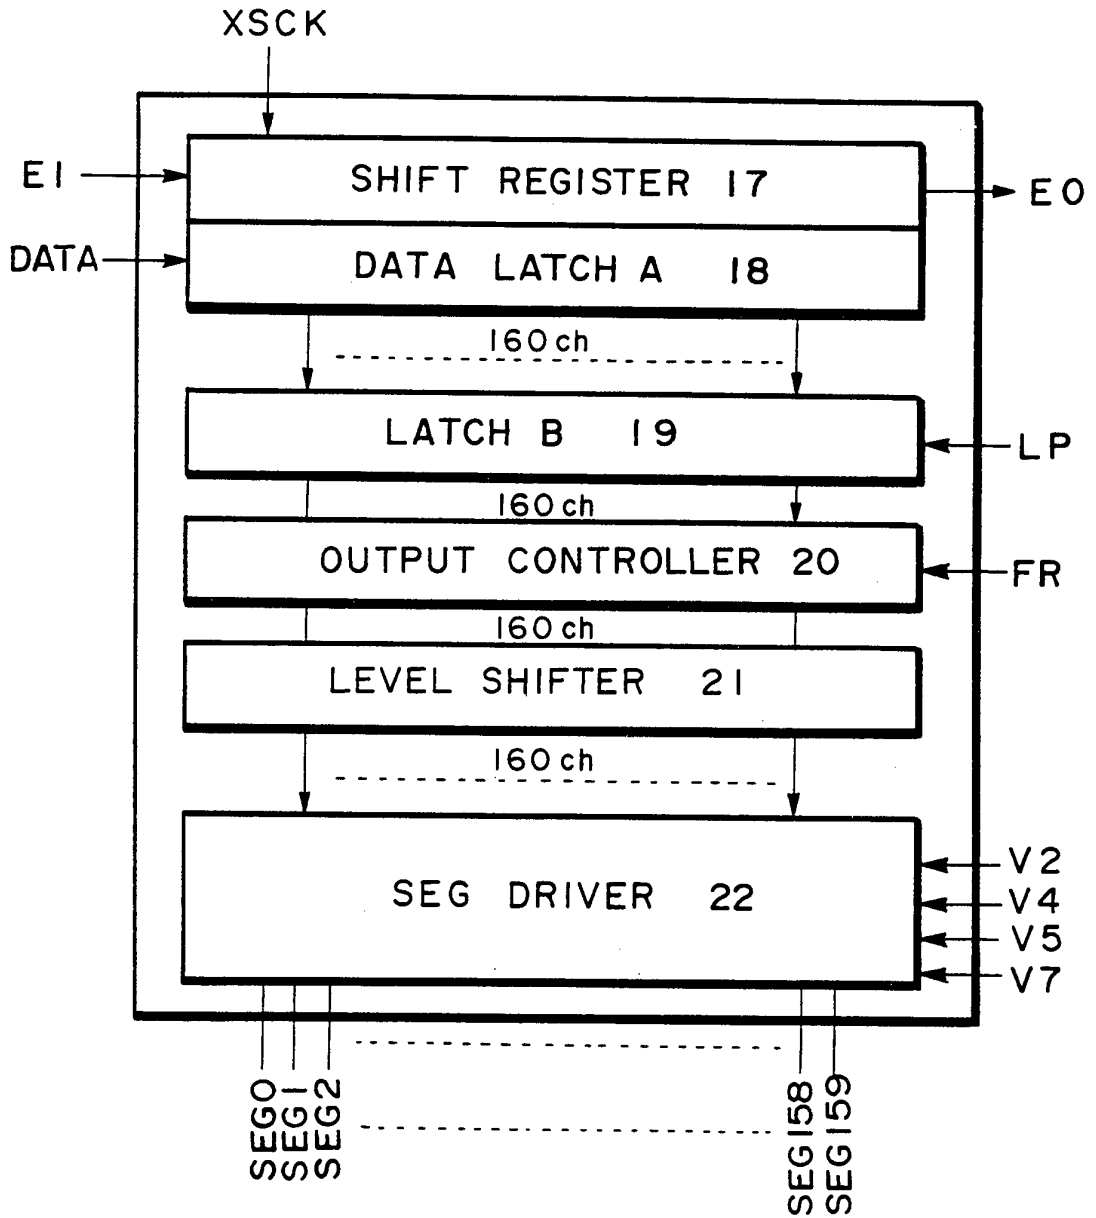 XSCK
EI
SHIFT REGISTER 17
EO
DATA
DATA LATCH A 18
160 ch
LATCH B 19
LP
160 ch
OUTPUT CONTROLLER 20
FR
160 ch
LEVEL SHIFTER 21
160 ch
SEG DRIVER 22
V2
V4
V5
V7
SEG0
SEG1
SEG2
SEG158
SEG159